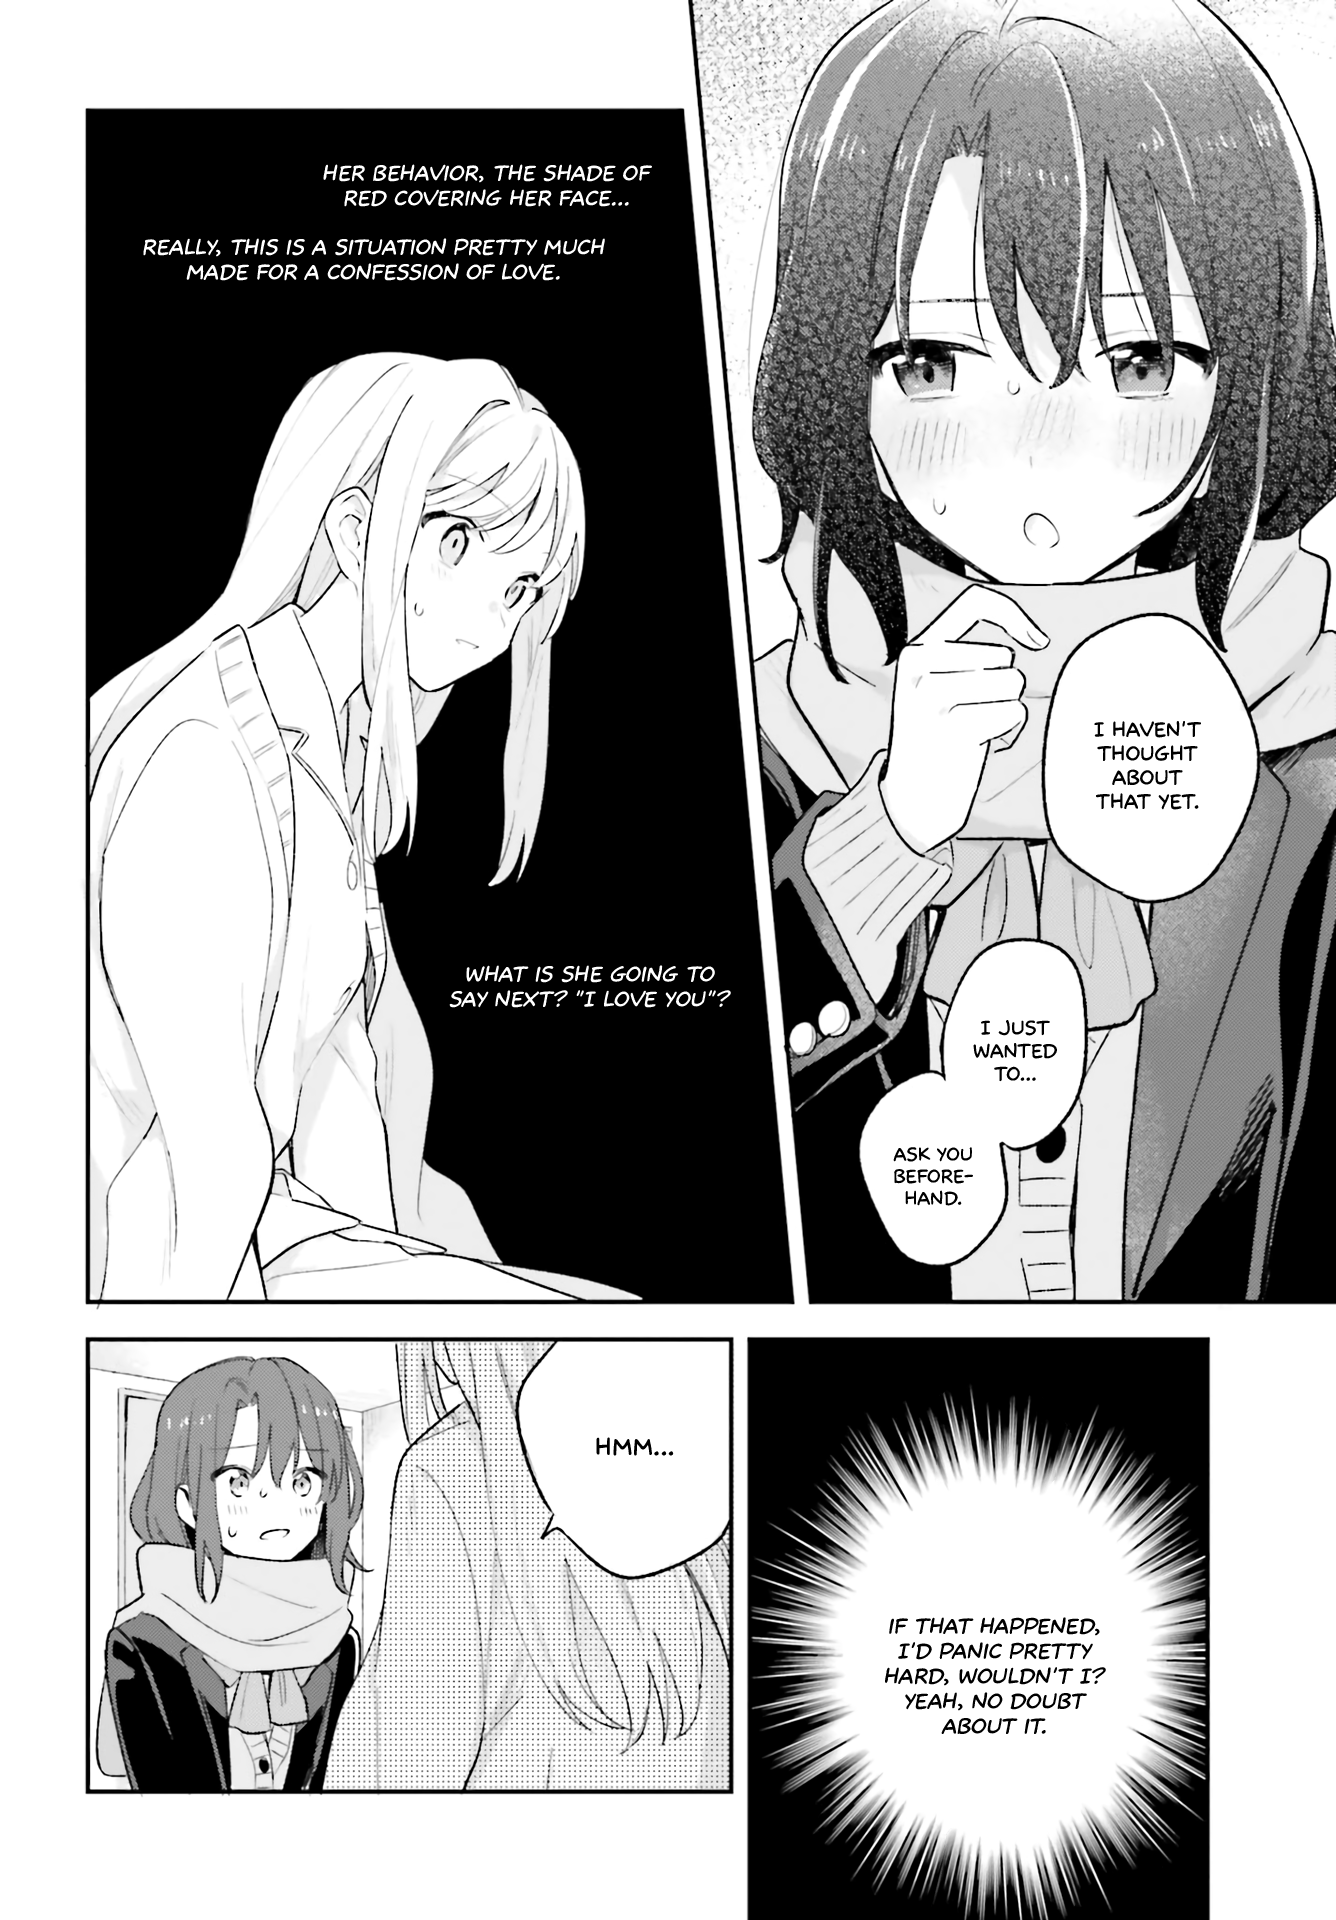 I HAVEN'T
THOUGHT
ABOUT
THAT YET.
I JUST
WANTED
TO...
ASK YOU
BEFORE-
HAND.
HER BEHAVIOR, THE SHADE OF
RED COVERING HER FACE...
REALLY, THIS IS A SITUATION PRETTY MUCH
MADE FOR A CONFESSION OF LOVE.
WHAT IS SHE GOING TO
SAY NEXT? "I LOVE YOU"?
IF THAT HAPPENED,
I'D PANIC PRETTY
HARD, WOULDN'T I?
YEAH, NO DOUBT
ABOUT IT.
HMM...